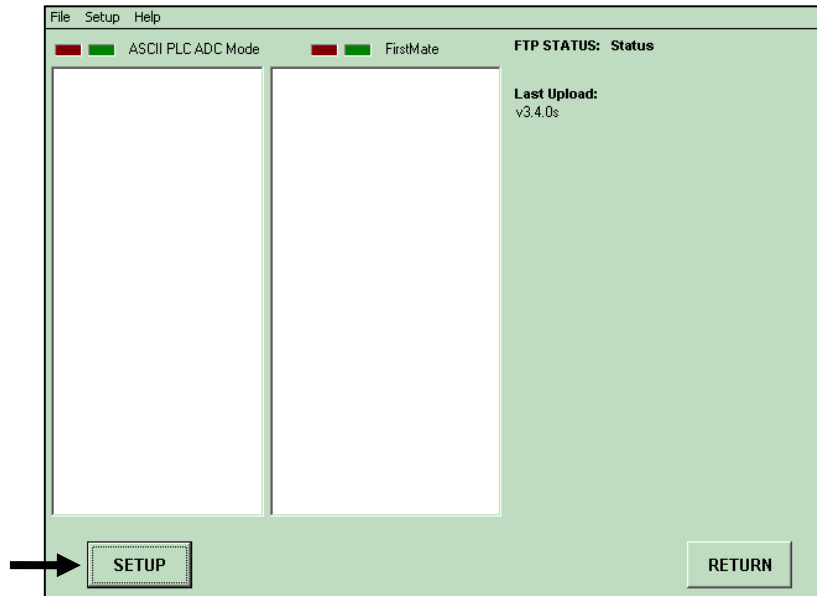 File Setup Help
ASCII PLC ADC Mode
FirstMate
FTP STATUS: Status
Last Upload:
v3.4.0s
SETUP
RETURN